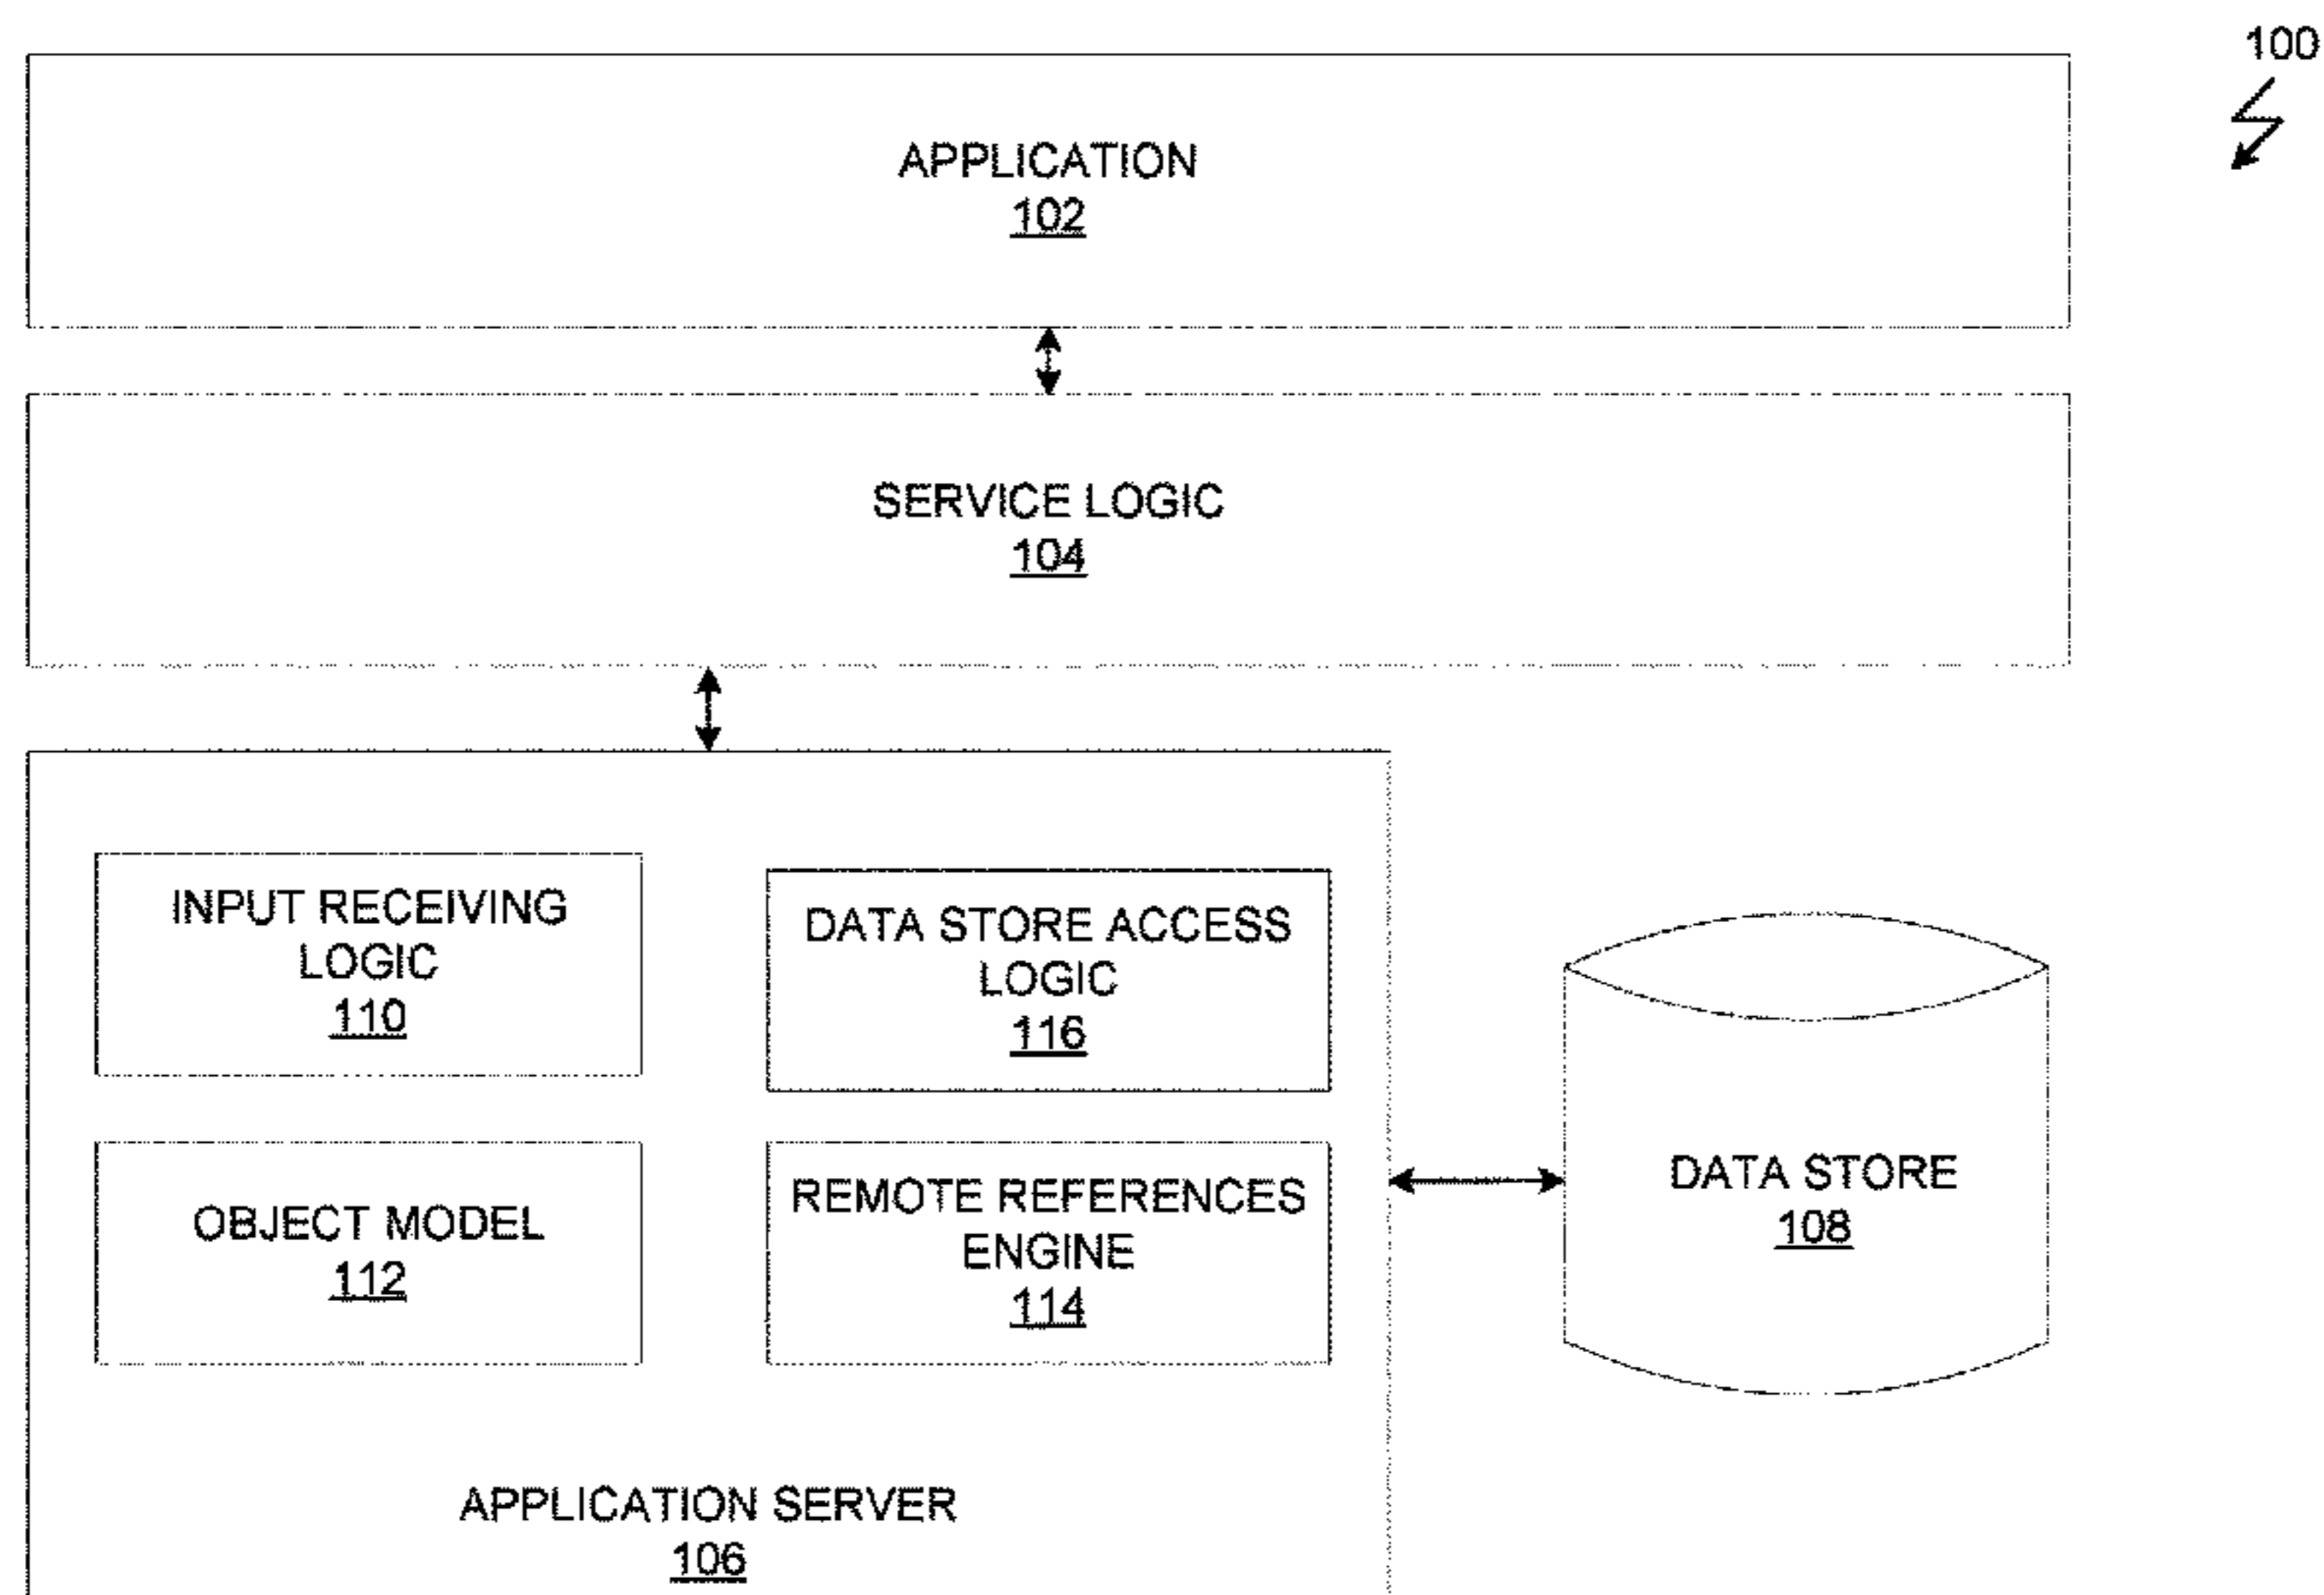 100
APPLICATION
102
SERVICE LOGIC
104
INPUT RECEIVING
LOGIC
110
DATA STORE ACCESS
LOGIC
116
OBJECT MODEL
112
REMOTE REFERENCES
ENGINE
114
DATA STORE
108
APPLICATION SERVER
106